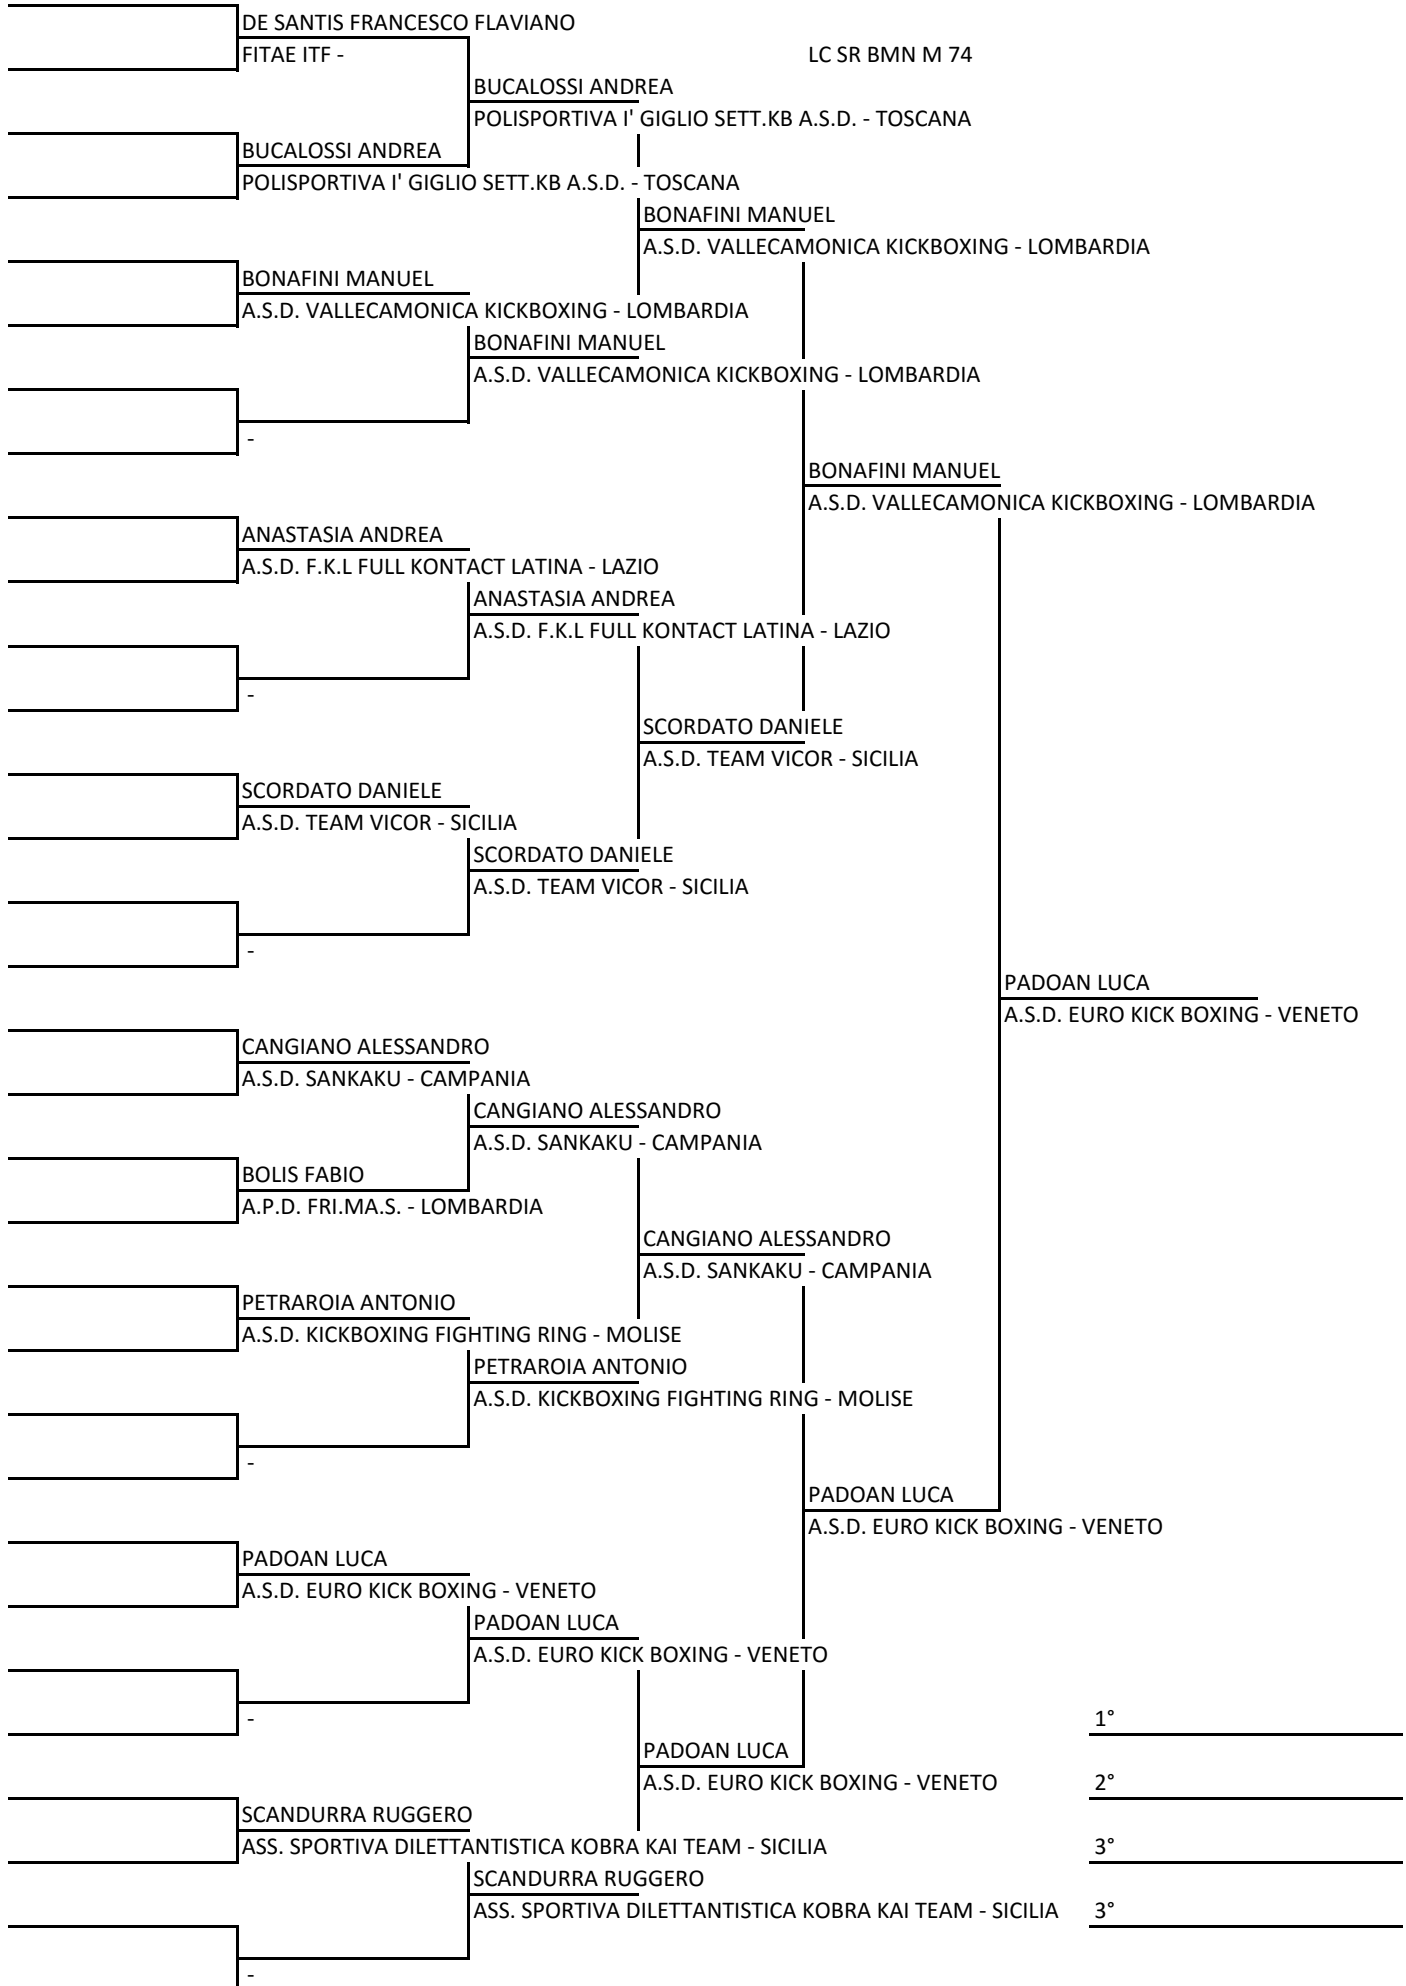 DE SANTIS FRANCESCO FLAVIANO
FITAE ITF -
LC SR BMN M 74
BUCALOSSI ANDREA
POLISPORTIVA I' GIGLIO SETT.KB A.S.D. - TOSCANA
BUCALOSSI ANDREA
POLISPORTIVA I' GIGLIO SETT.KB A.S.D. - TOSCANA
BONAFINI MANUEL
A.S.D. VALLECAMONICA KICKBOXING - LOMBARDIA
BONAFINI MANUEL
A.S.D. VALLECAMONICA KICKBOXING - LOMBARDIA
BONAFINI MANUEL
A.S.D. VALLECAMONICA KICKBOXING - LOMBARDIA
-
BONAFINI MANUEL
A.S.D. VALLECAMONICA KICKBOXING - LOMBARDIA
ANASTASIA ANDREA
A.S.D. F.K.L FULL KONTACT LATINA - LAZIO
ANASTASIA ANDREA
A.S.D. F.K.L FULL KONTACT LATINA - LAZIO
-
SCORDATO DANIELE
A.S.D. TEAM VICOR - SICILIA
SCORDATO DANIELE
A.S.D. TEAM VICOR - SICILIA
SCORDATO DANIELE
A.S.D. TEAM VICOR - SICILIA
-
PADOAN LUCA
A.S.D. EURO KICK BOXING - VENETO
CANGIANO ALESSANDRO
A.S.D. SANKAKU - CAMPANIA
CANGIANO ALESSANDRO
A.S.D. SANKAKU - CAMPANIA
BOLIS FABIO
A.P.D. FRI.MA.S. - LOMBARDIA
CANGIANO ALESSANDRO
A.S.D. SANKAKU - CAMPANIA
PETRAROIA ANTONIO
A.S.D. KICKBOXING FIGHTING RING - MOLISE
PETRAROIA ANTONIO
A.S.D. KICKBOXING FIGHTING RING - MOLISE
-
PADOAN LUCA
A.S.D. EURO KICK BOXING - VENETO
PADOAN LUCA
A.S.D. EURO KICK BOXING - VENETO
PADOAN LUCA
A.S.D. EURO KICK BOXING - VENETO
-
1°
PADOAN LUCA
A.S.D. EURO KICK BOXING - VENETO
2°
SCANDURRA RUGGERO
ASS. SPORTIVA DILETTANTISTICA KOBRA KAI TEAM - SICILIA
3°
SCANDURRA RUGGERO
ASS. SPORTIVA DILETTANTISTICA KOBRA KAI TEAM - SICILIA
3°
-